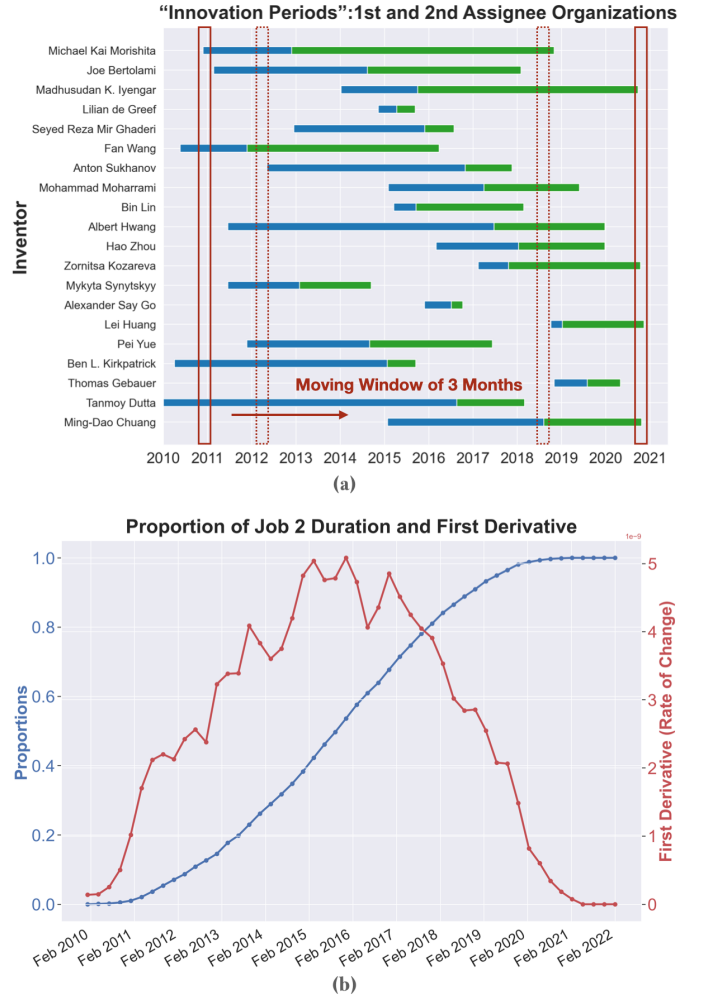 “Innovation Periods”:1st and 2nd Assignee Organizations
Inventor
Michael Kai Morishita
Joe Bertolami
Madhusudan K. Iyengar
Lilian de Greef
Seyed Reza Mir Ghaderi
Fan Wang
Anton Sukhanov
Mohammad Moharrami
Bin Lin
Albert Hwang
Hao Zhou
Zornitsa Kozareva
Mykyta Synytskyy
Alexander Say Go
Lei Huang
Pei Yue
Ben L. Kirkpatrick
Thomas Gebauer
Tanmoy Dutta
Ming-Dao Chuang
Moving Window of 3 Months
2010 2011 2012 2013 2014 2015 2016 2017 2018 2019 2020 2021
(a)
Proportion of Job 2 Duration and First Derivative
1e-9
Proportions
1.0
0.8
0.6
0.4
0.2
0.0
5
4
3
2
1
0
First Derivative (Rate of Change)
Feb 2010 Feb 2011 Feb 2012 Feb 2013 Feb 2014 Feb 2015 Feb 2016 Feb 2017 Feb 2018 Feb 2019 Feb 2020 Feb 2021 Feb 2022
(b)